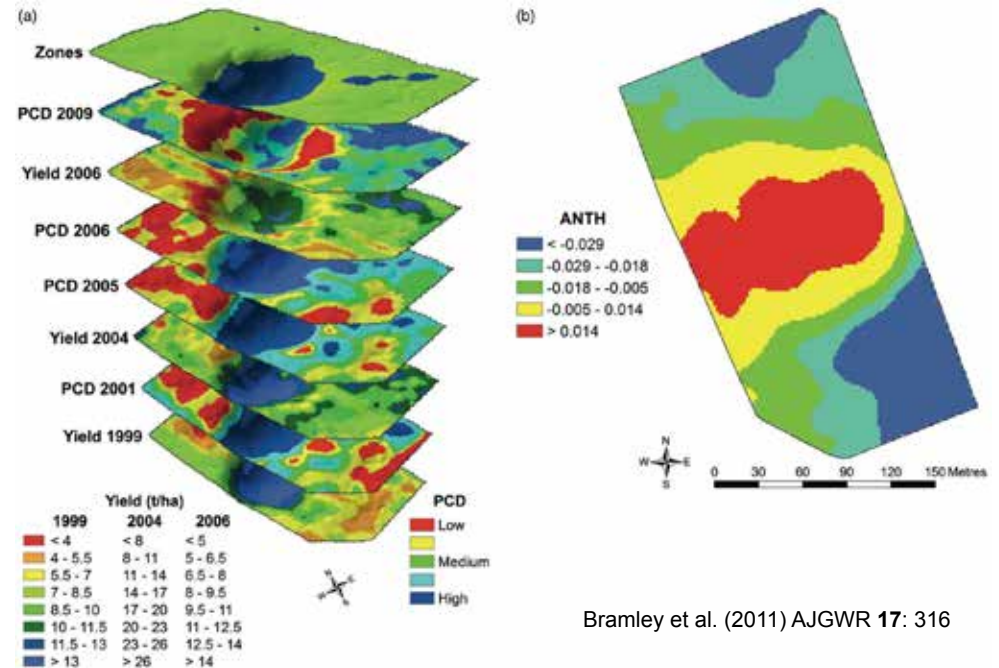 (a)
Zones
PCD 2009
Yield 2006
PCD 2006
PCD 2005
Yield 2004
PCD 2001
Yield 1999
Yield (t/ha)
1999 2004 2006
< 4 < 8 < 5
4 - 5.5 8 - 11 5 - 6.5
5.5 - 7 11 - 14 6.5 - 8
7 - 8.5 14 - 17 8 - 9.5
8.5 - 10 17 - 20 9.5 - 11
10 - 11.5 20 - 23 11 - 12.5
11.5 - 13 23 - 26 12.5 - 14
> 13 > 26 > 14
PCD
Low
Medium
High
(b)
ANTH
< -0.029
-0.029 - -0.018
-0.018 - -0.005
-0.005 - 0.014
> 0.014
N
W E
S
0 30 60 90 120 150 Metres
Bramley et al. (2011) AJGWR 17: 316